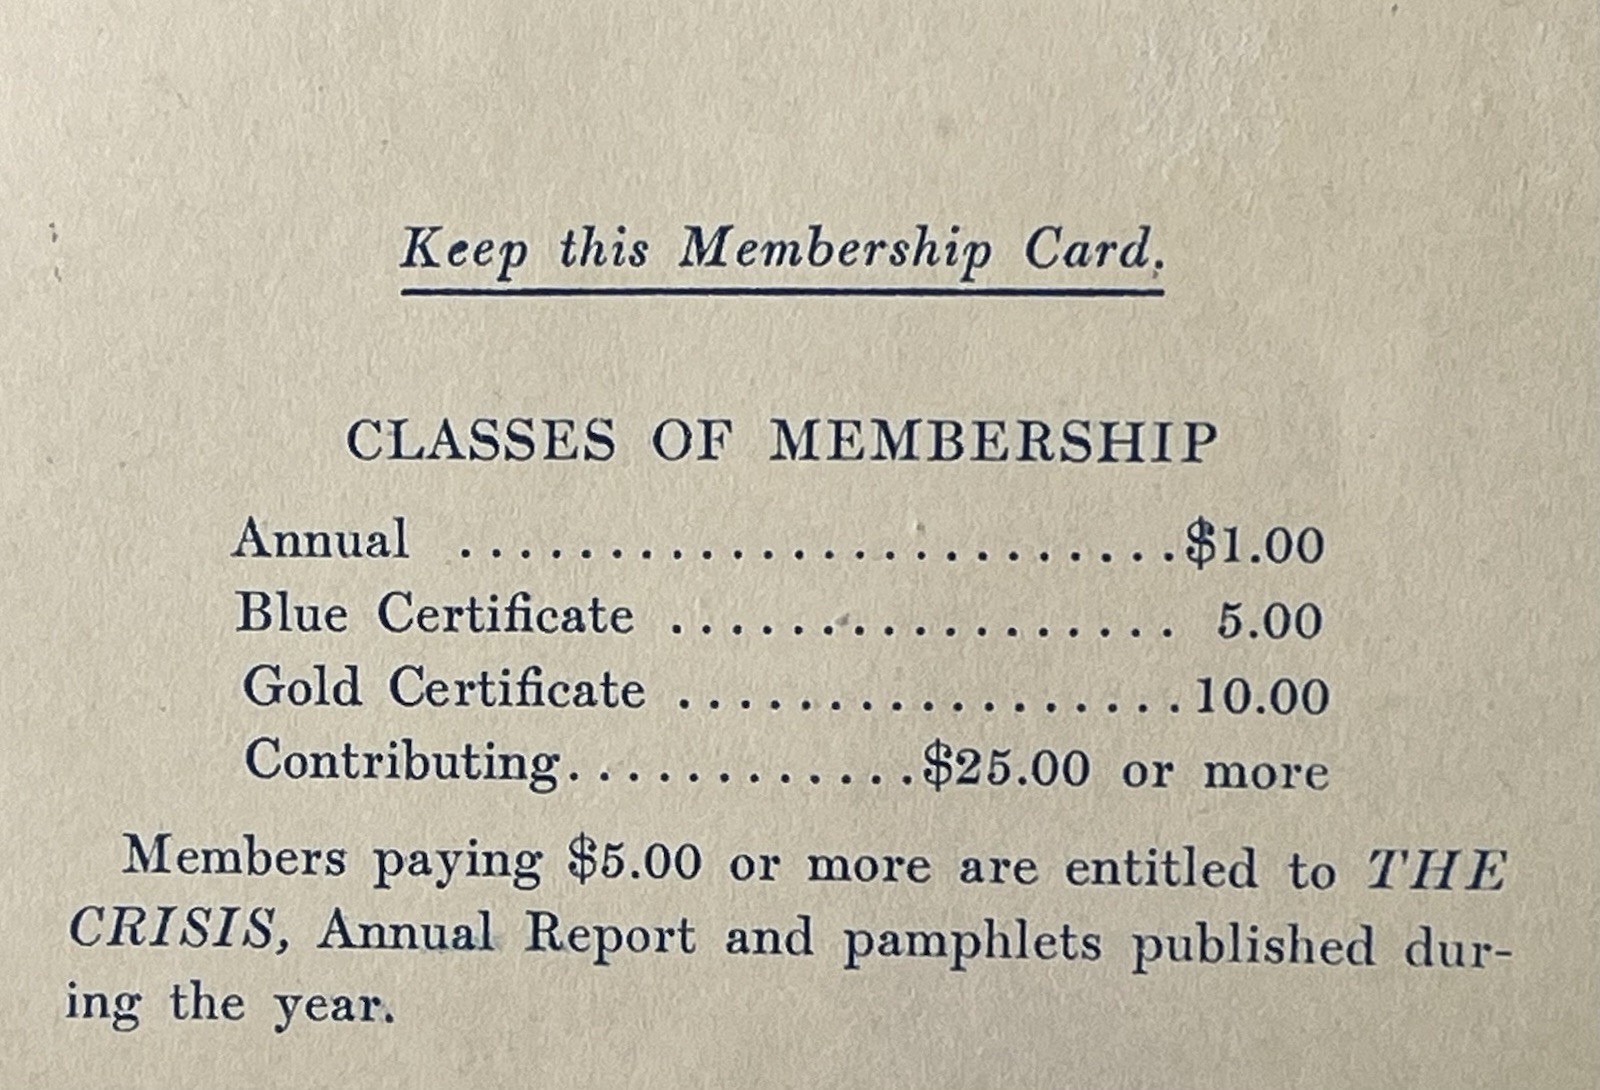 Keep this Membership Card.
CLASSES OF MEMBERSHIP
Annual ........................$1.00
Blue Certificate ................. 5.00
Gold Certificate .................10.00
Contributing............$25.00 or more
Members paying $5.00 or more are entitled to THE
CRISIS, Annual Report and pamphlets published dur-
ing the year.